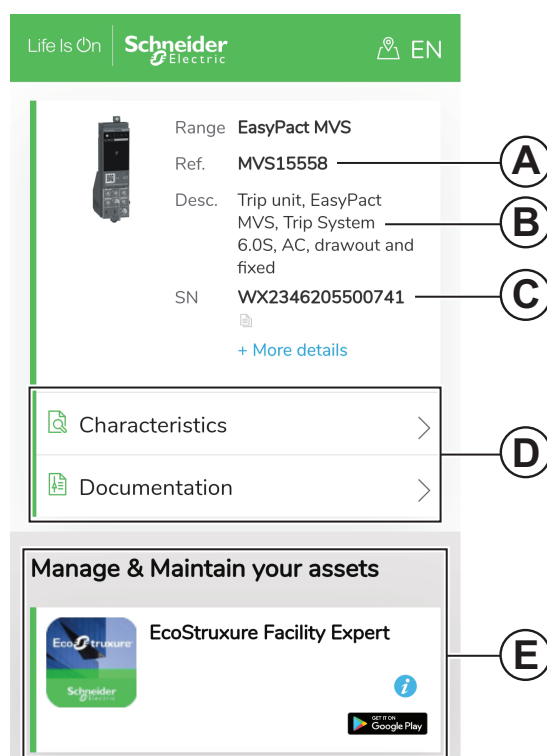 Life Is On Schneider Electric EN
Range EasyPact MVS
Ref. MVS15558
A
Desc. Trip unit, EasyPact
MVS, Trip System
B
6.0S, AC, drawout and
fixed
SN WX2346205500741
C
+ More details
Characteristics
D
Documentation
Manage & Maintain your assets
EcoStruxure
Schneider
Electric
EcoStruxure Facility Expert
E
i
GET IT ON
Google Play